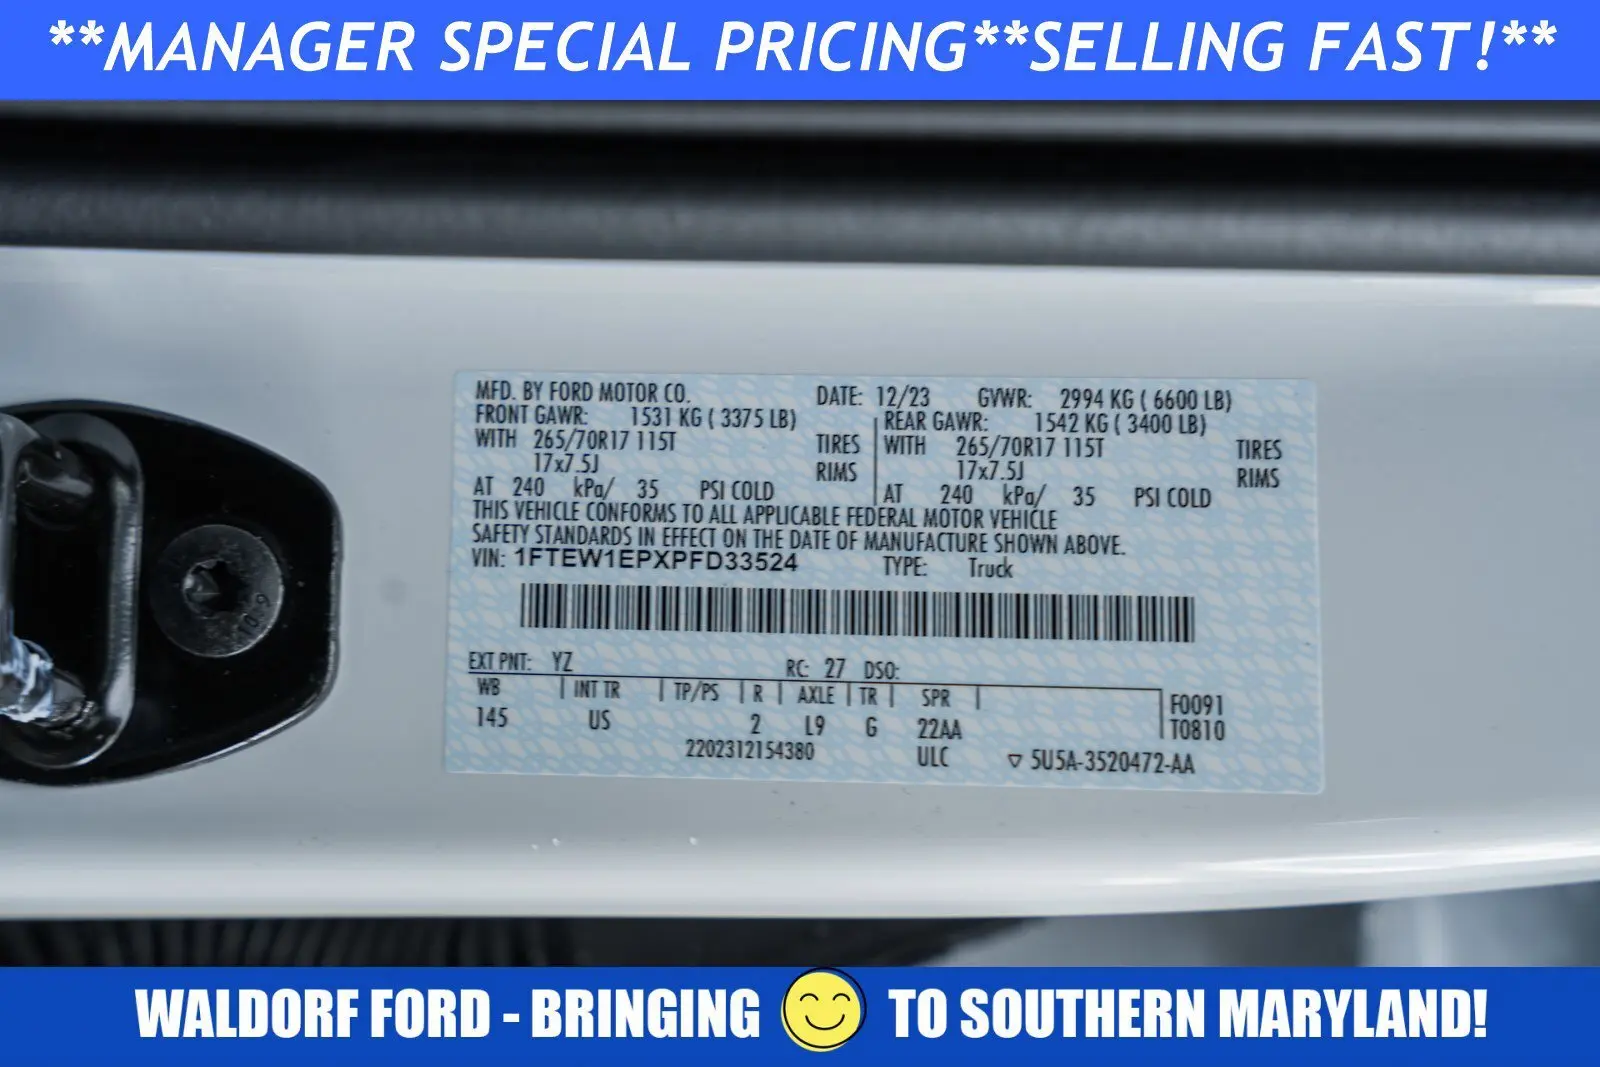 **MANAGER SPECIAL PRICING**SELLING FAST!**
MFD. BY FORD MOTOR CO. DATE: 12/23 GVWR: 2994 KG ( 6600 LB)
FRONT GAWR: 1531 KG ( 3375 LB) REAR GAWR: 1542 KG ( 3400 LB)
WITH 265/70R17 115T TIRES WITH 265/70R17 115T TIRES
17x7.5J RIMS 17x7.5J RIMS
AT 240 kPa/ 35 PSI COLD AT 240 kPa/ 35 PSI COLD
THIS VEHICLE CONFORMS TO ALL APPLICABLE FEDERAL MOTOR VEHICLE
SAFETY STANDARDS IN EFFECT ON THE DATE OF MANUFACTURE SHOWN ABOVE.
VIN: 1FTEW1EPXPFD33524 TYPE: Truck
EXT PNT: YZ RC: 27 DSO:
WB INT TR TP/PS R AXLE TR SPR F0091
145 US 2 L9 G 22AA T0810
2202312154380 ULC ▽ 5U5A-3520472-AA
10.9
WALDORF FORD - BRINGING 😊 TO SOUTHERN MARYLAND!